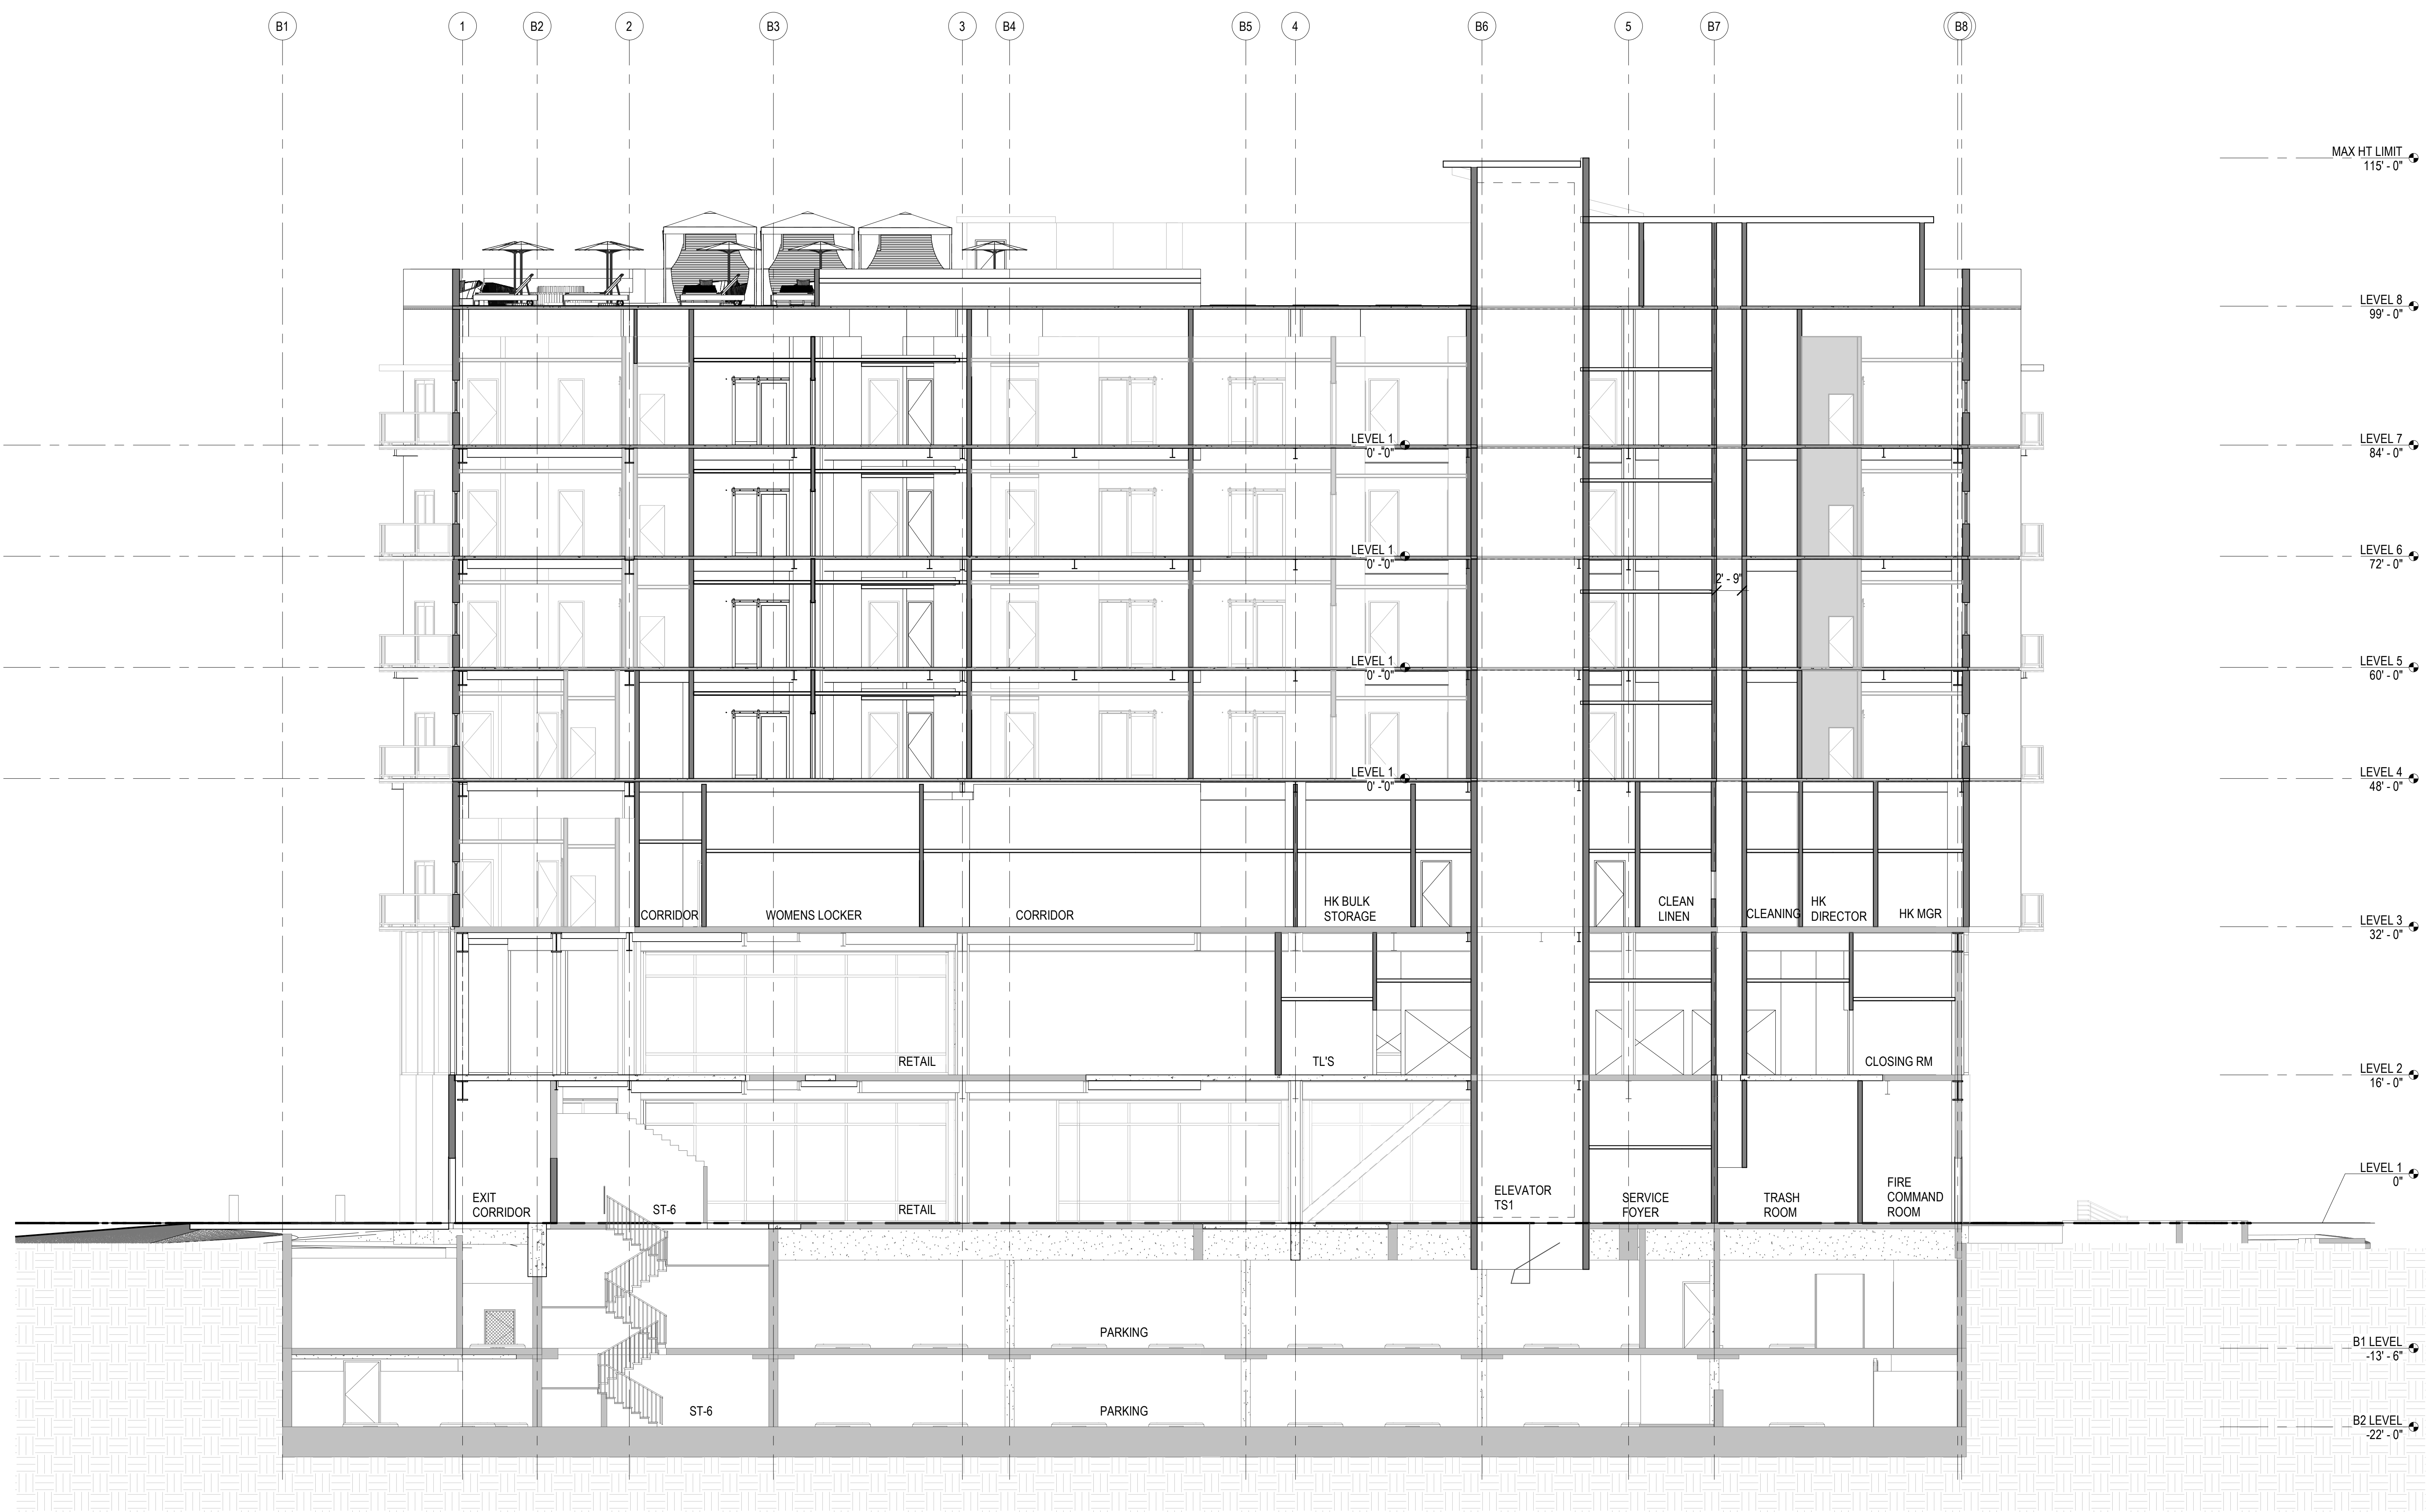 B1
1
B2
2
B3
3
B4
B5
4
B6
5
B7
B8
MAX HT LIMIT
115' - 0"
LEVEL 8
99' - 0"
LEVEL 1
0' - 0"
LEVEL 7
84' - 0"
LEVEL 1
0' - 0"
LEVEL 6
72' - 0"
2' - 9"
LEVEL 1
0' - 0"
LEVEL 5
60' - 0"
LEVEL 1
0' - 0"
LEVEL 4
48' - 0"
CORRIDOR
WOMENS LOCKER
CORRIDOR
HK BULK
STORAGE
CLEAN
LINEN
CLEANING
HK
DIRECTOR
HK MGR
LEVEL 3
32' - 0"
RETAIL
TL'S
CLOSING RM
LEVEL 2
16' - 0"
EXIT
CORRIDOR
ST-6
RETAIL
ELEVATOR
TS1
SERVICE
FOYER
TRASH
ROOM
FIRE
COMMAND
ROOM
LEVEL 1
0"
PARKING
B1 LEVEL
-13' - 6"
ST-6
PARKING
B2 LEVEL
-22' - 0"